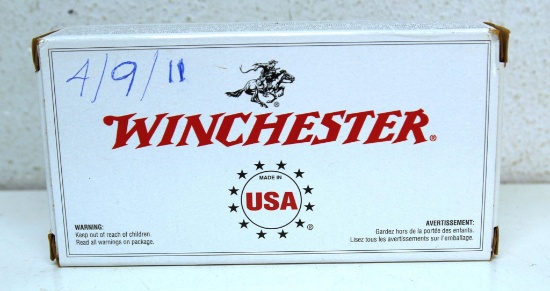 4/9/11
WINCHESTER®
MADE IN
USA
®
WARNING:
Keep out of reach of children.
Read all warnings on package.
AVERTISSEMENT:
Gardez hors de la portée des enfants.
Lisez tous les avertissements sur l'emballage.